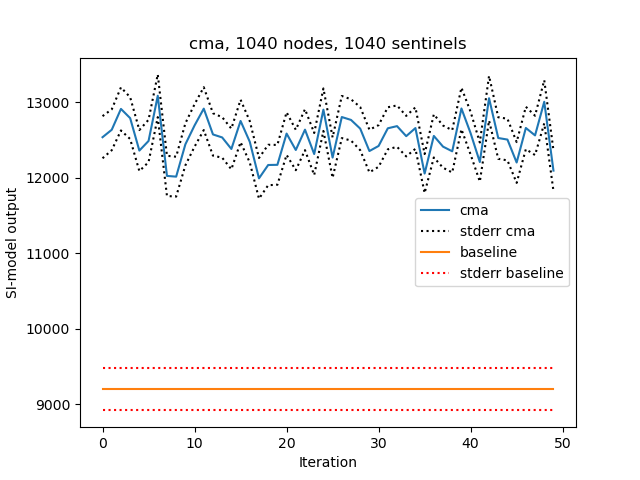 cma, 1040 nodes, 1040 sentinels
SI-model output
13000
12000
11000
10000
9000
cma
stderr cma
baseline
stderr baseline
0 10 20 30 40 50
Iteration